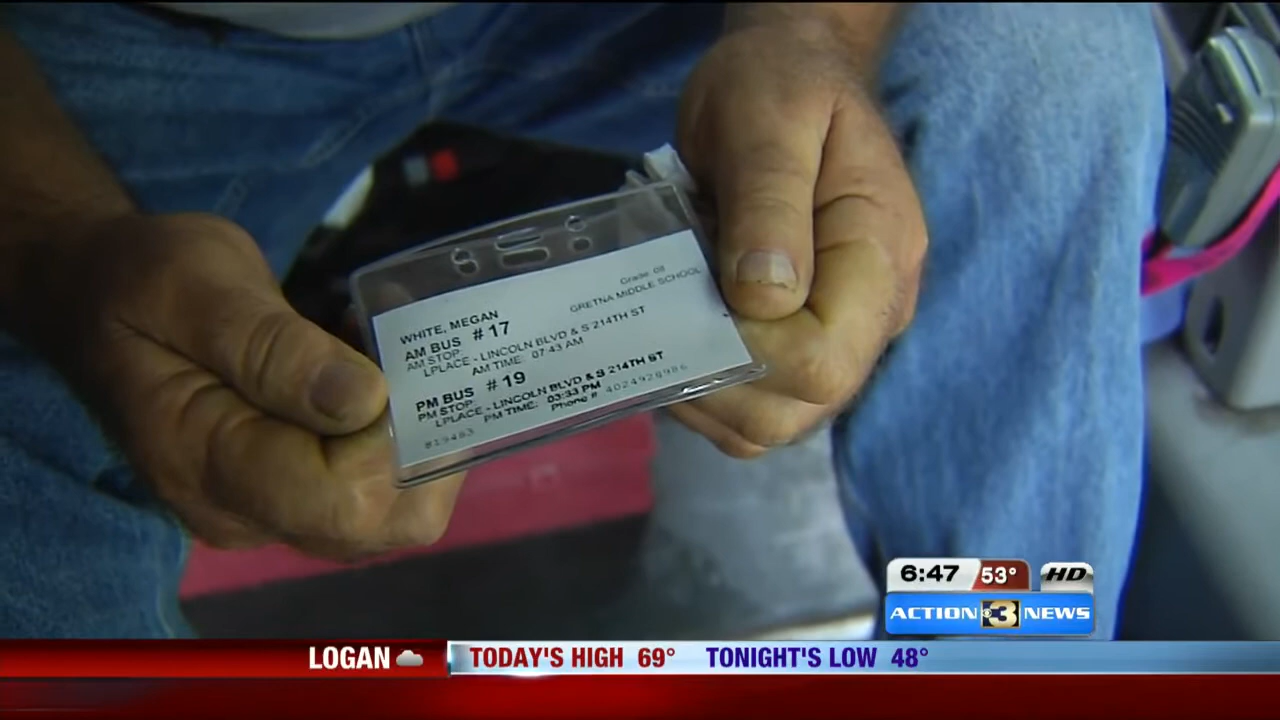 Grade: 08
GRETNA MIDDLE SCHOOL
WHITE, MEGAN
AM BUS # 17
AM STOP:
LPLACE - LINCOLN BLVD & S 214TH ST
AM TIME: 07:43 AM
PM BUS # 19
PM STOP:
LPLACE - LINCOLN BLVD & S 214TH ST
PM TIME: 03:33 PM
Phone #
6:47 53° HD
ACTION 3 NEWS
LOGAN TODAY'S HIGH 69° TONIGHT'S LOW 48°